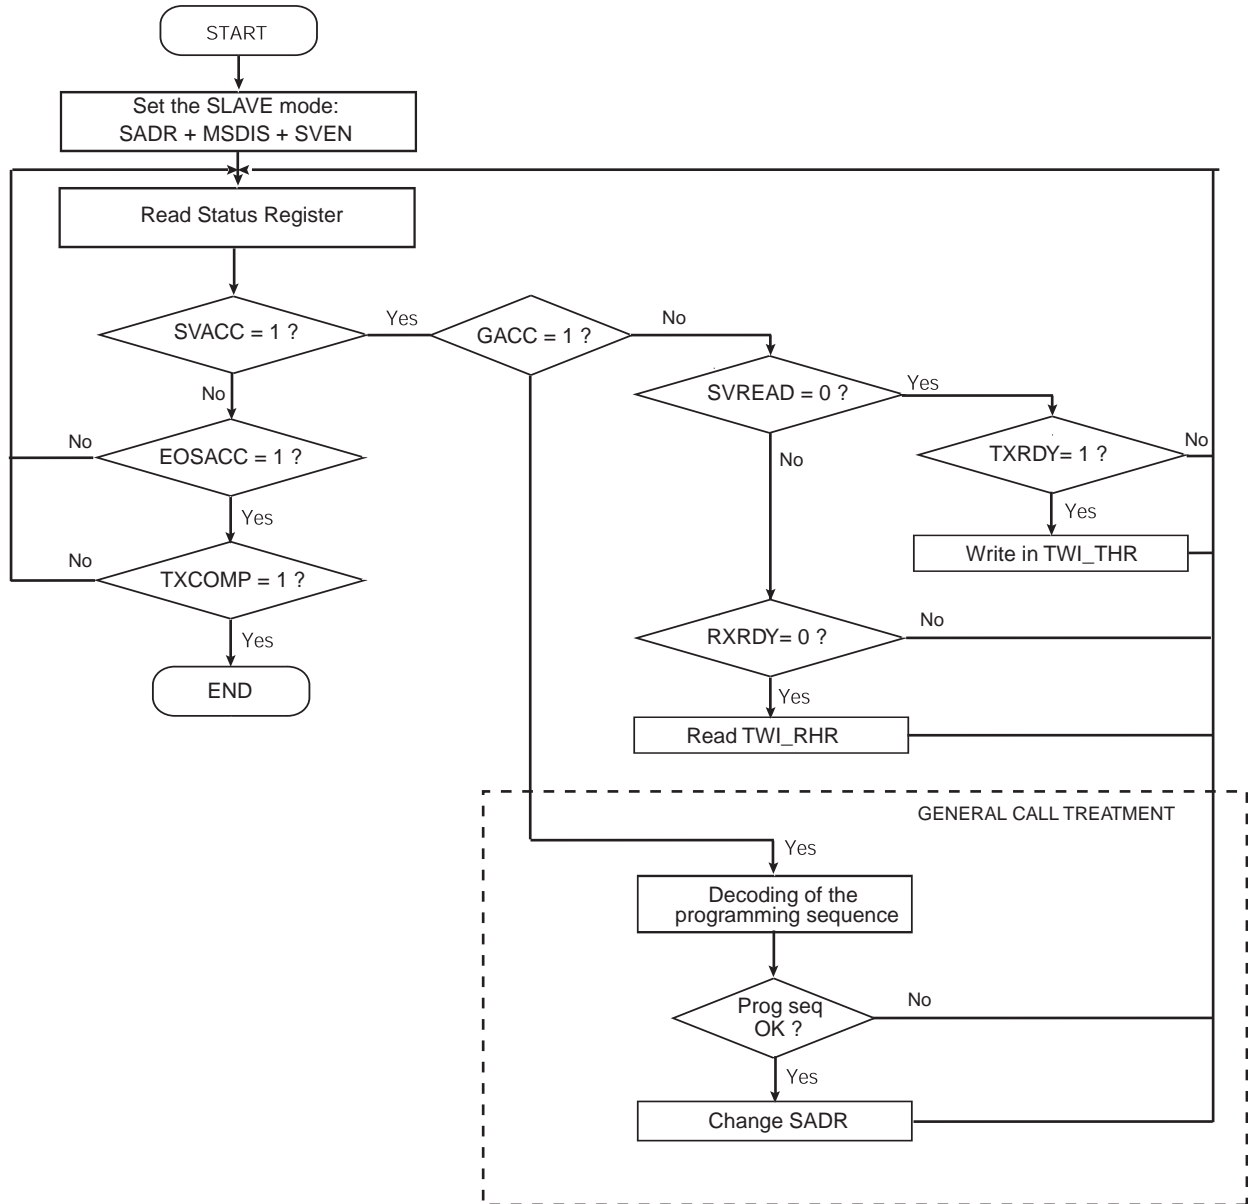 START
Set the SLAVE mode:
SADR + MSDIS + SVEN
Read Status Register
SVACC = 1 ?
Yes
GACC = 1 ?
No
SVREAD = 0 ?
Yes
No
No
EOSACC = 1 ?
No
TXRDY= 1 ?
No
Yes
Yes
Write in TWI_THR
No
TXCOMP = 1 ?
Yes
END
RXRDY= 0 ?
No
Yes
Read TWI_RHR
GENERAL CALL TREATMENT
Yes
Decoding of the
programming sequence
Prog seq
OK ?
No
Yes
Change SADR